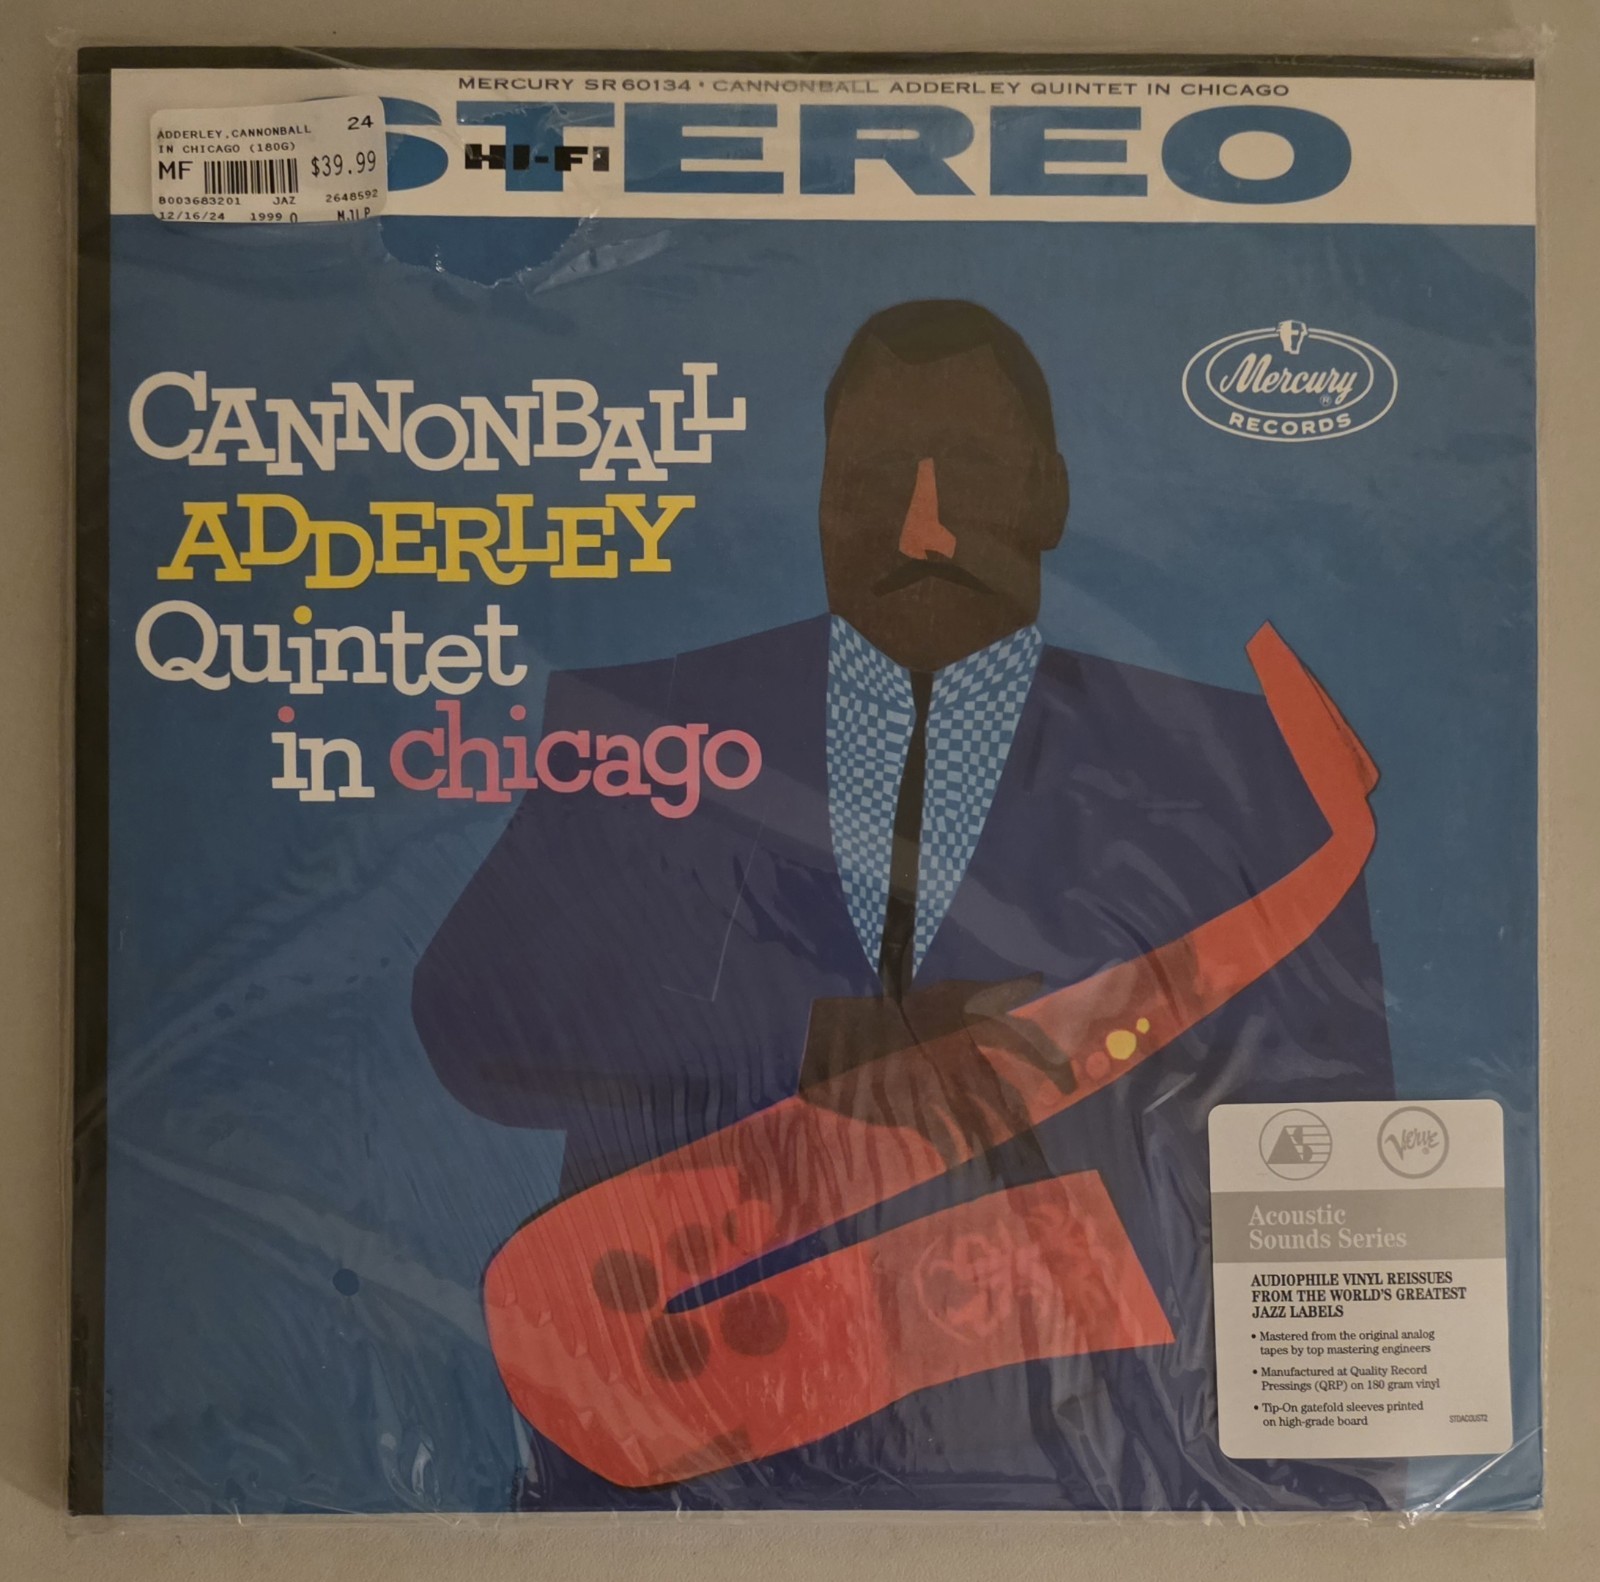 MERCURY SR 60134 • CANNONBALL ADDERLEY QUINTET IN CHICAGO
STEREO
HI-FI
ADDERLEY,CANNONBALL 24
IN CHICAGO (180G)
MF $39.99
B003683201 JAZ 2648592
12/16/24 1999 0 MJLP
CANNONBALL
ADDERLEY
Quintet
in chicago
Mercury
RECORDS
AS
Verve
Acoustic
Sounds Series
AUDIOPHILE VINYL REISSUES
FROM THE WORLD'S GREATEST
JAZZ LABELS
• Mastered from the original analog
tapes by top mastering engineers
• Manufactured at Quality Record
Pressings (QRP) on 180 gram vinyl
• Tip-On gatefold sleeves printed
on high-grade board
STDACOUST2